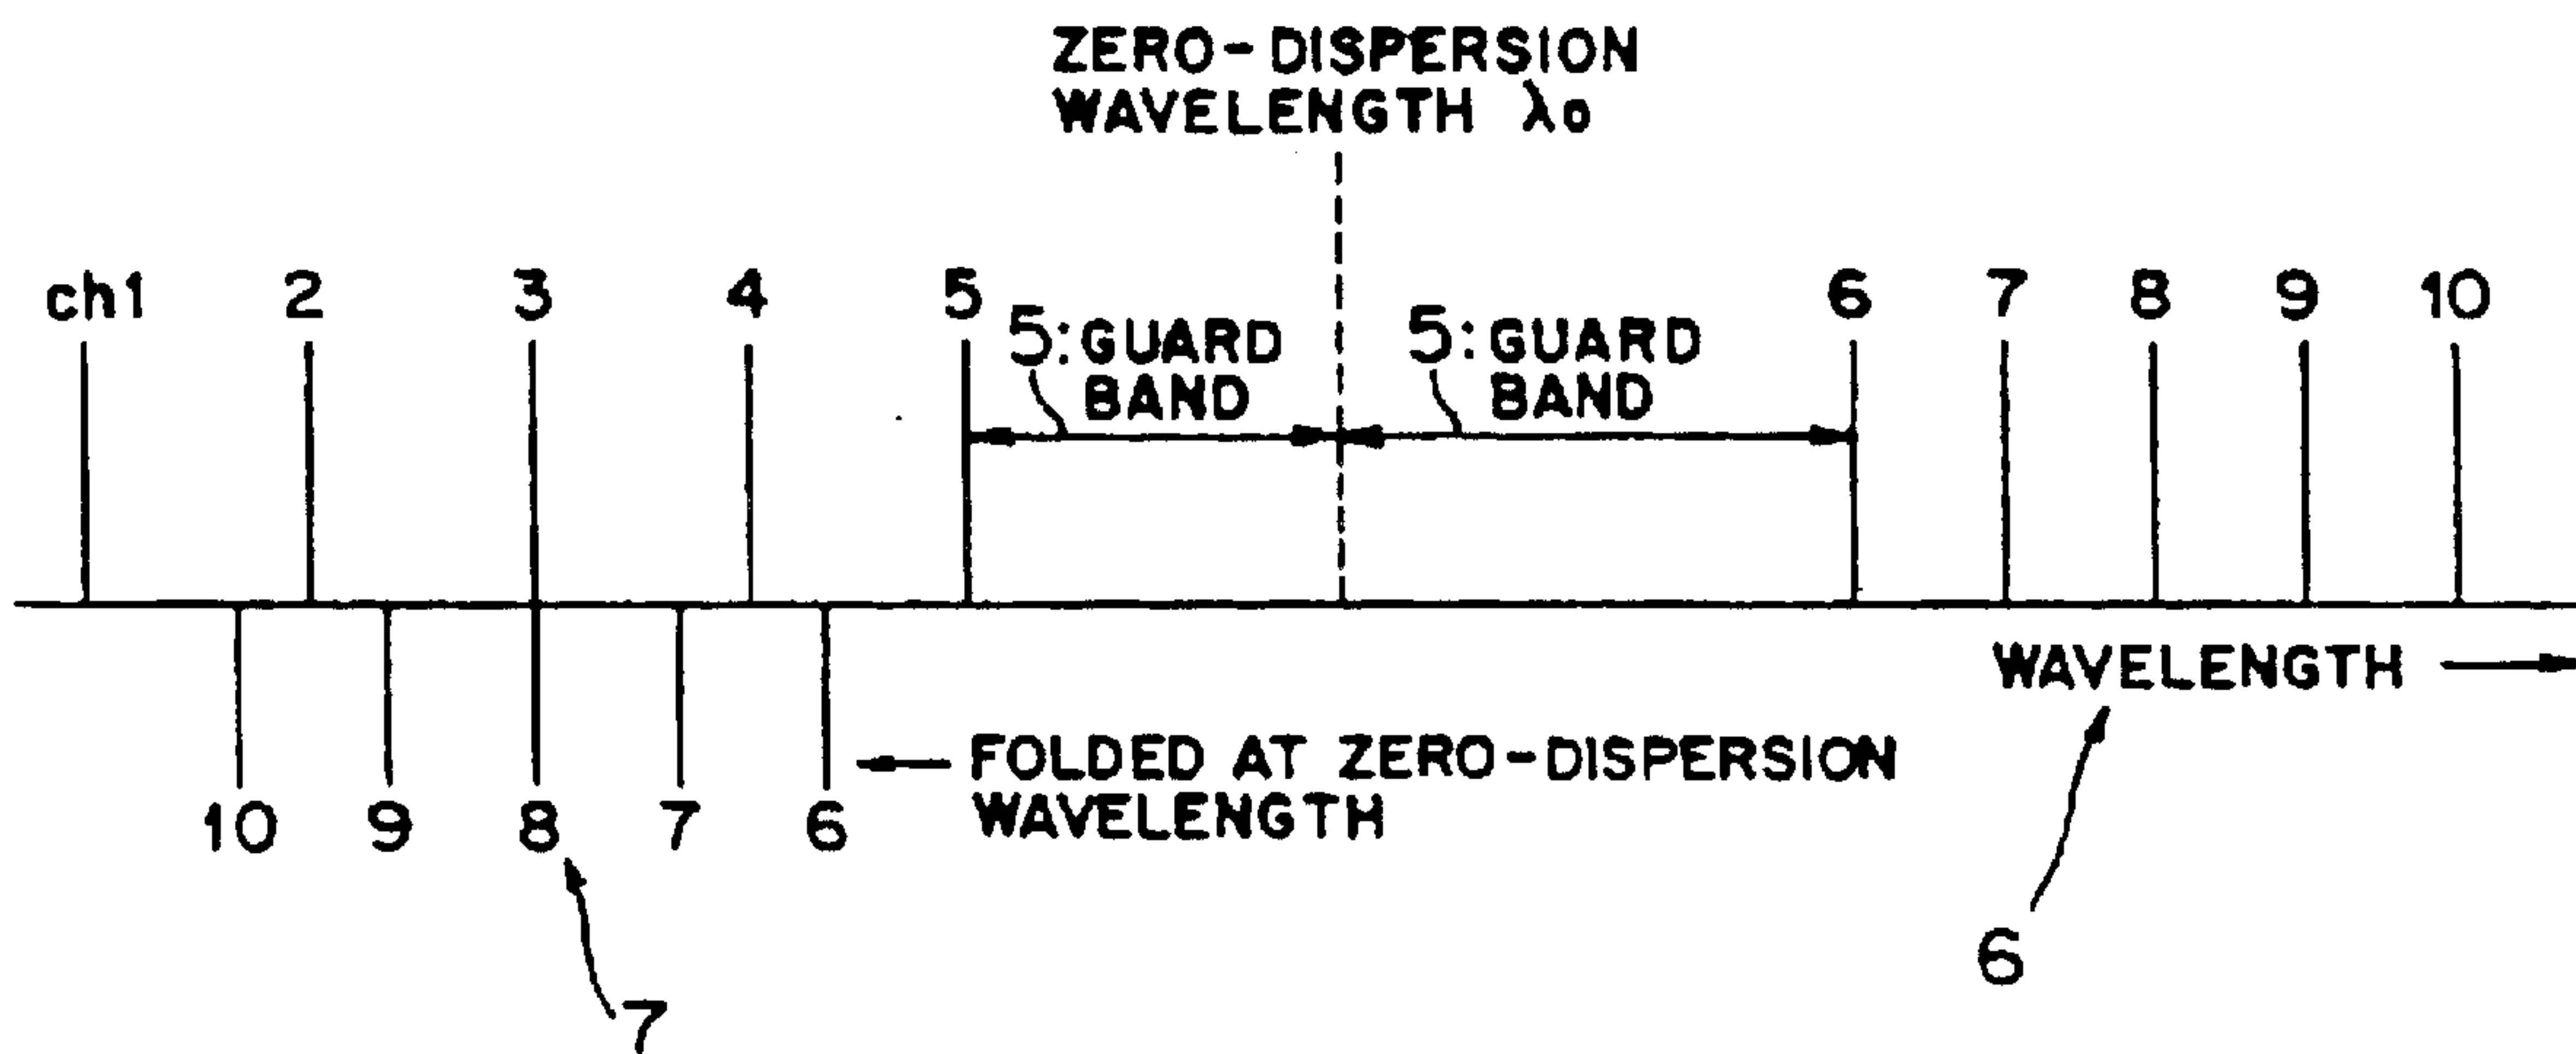 ZERO-DISPERSION
WAVELENGTH λ0
ch1 2 3 4 5 6 7 8 9 10
5:GUARD BAND
5:GUARD BAND
WAVELENGTH
FOLDED AT ZERO-DISPERSION
WAVELENGTH
10 9 8 7 6
6
7